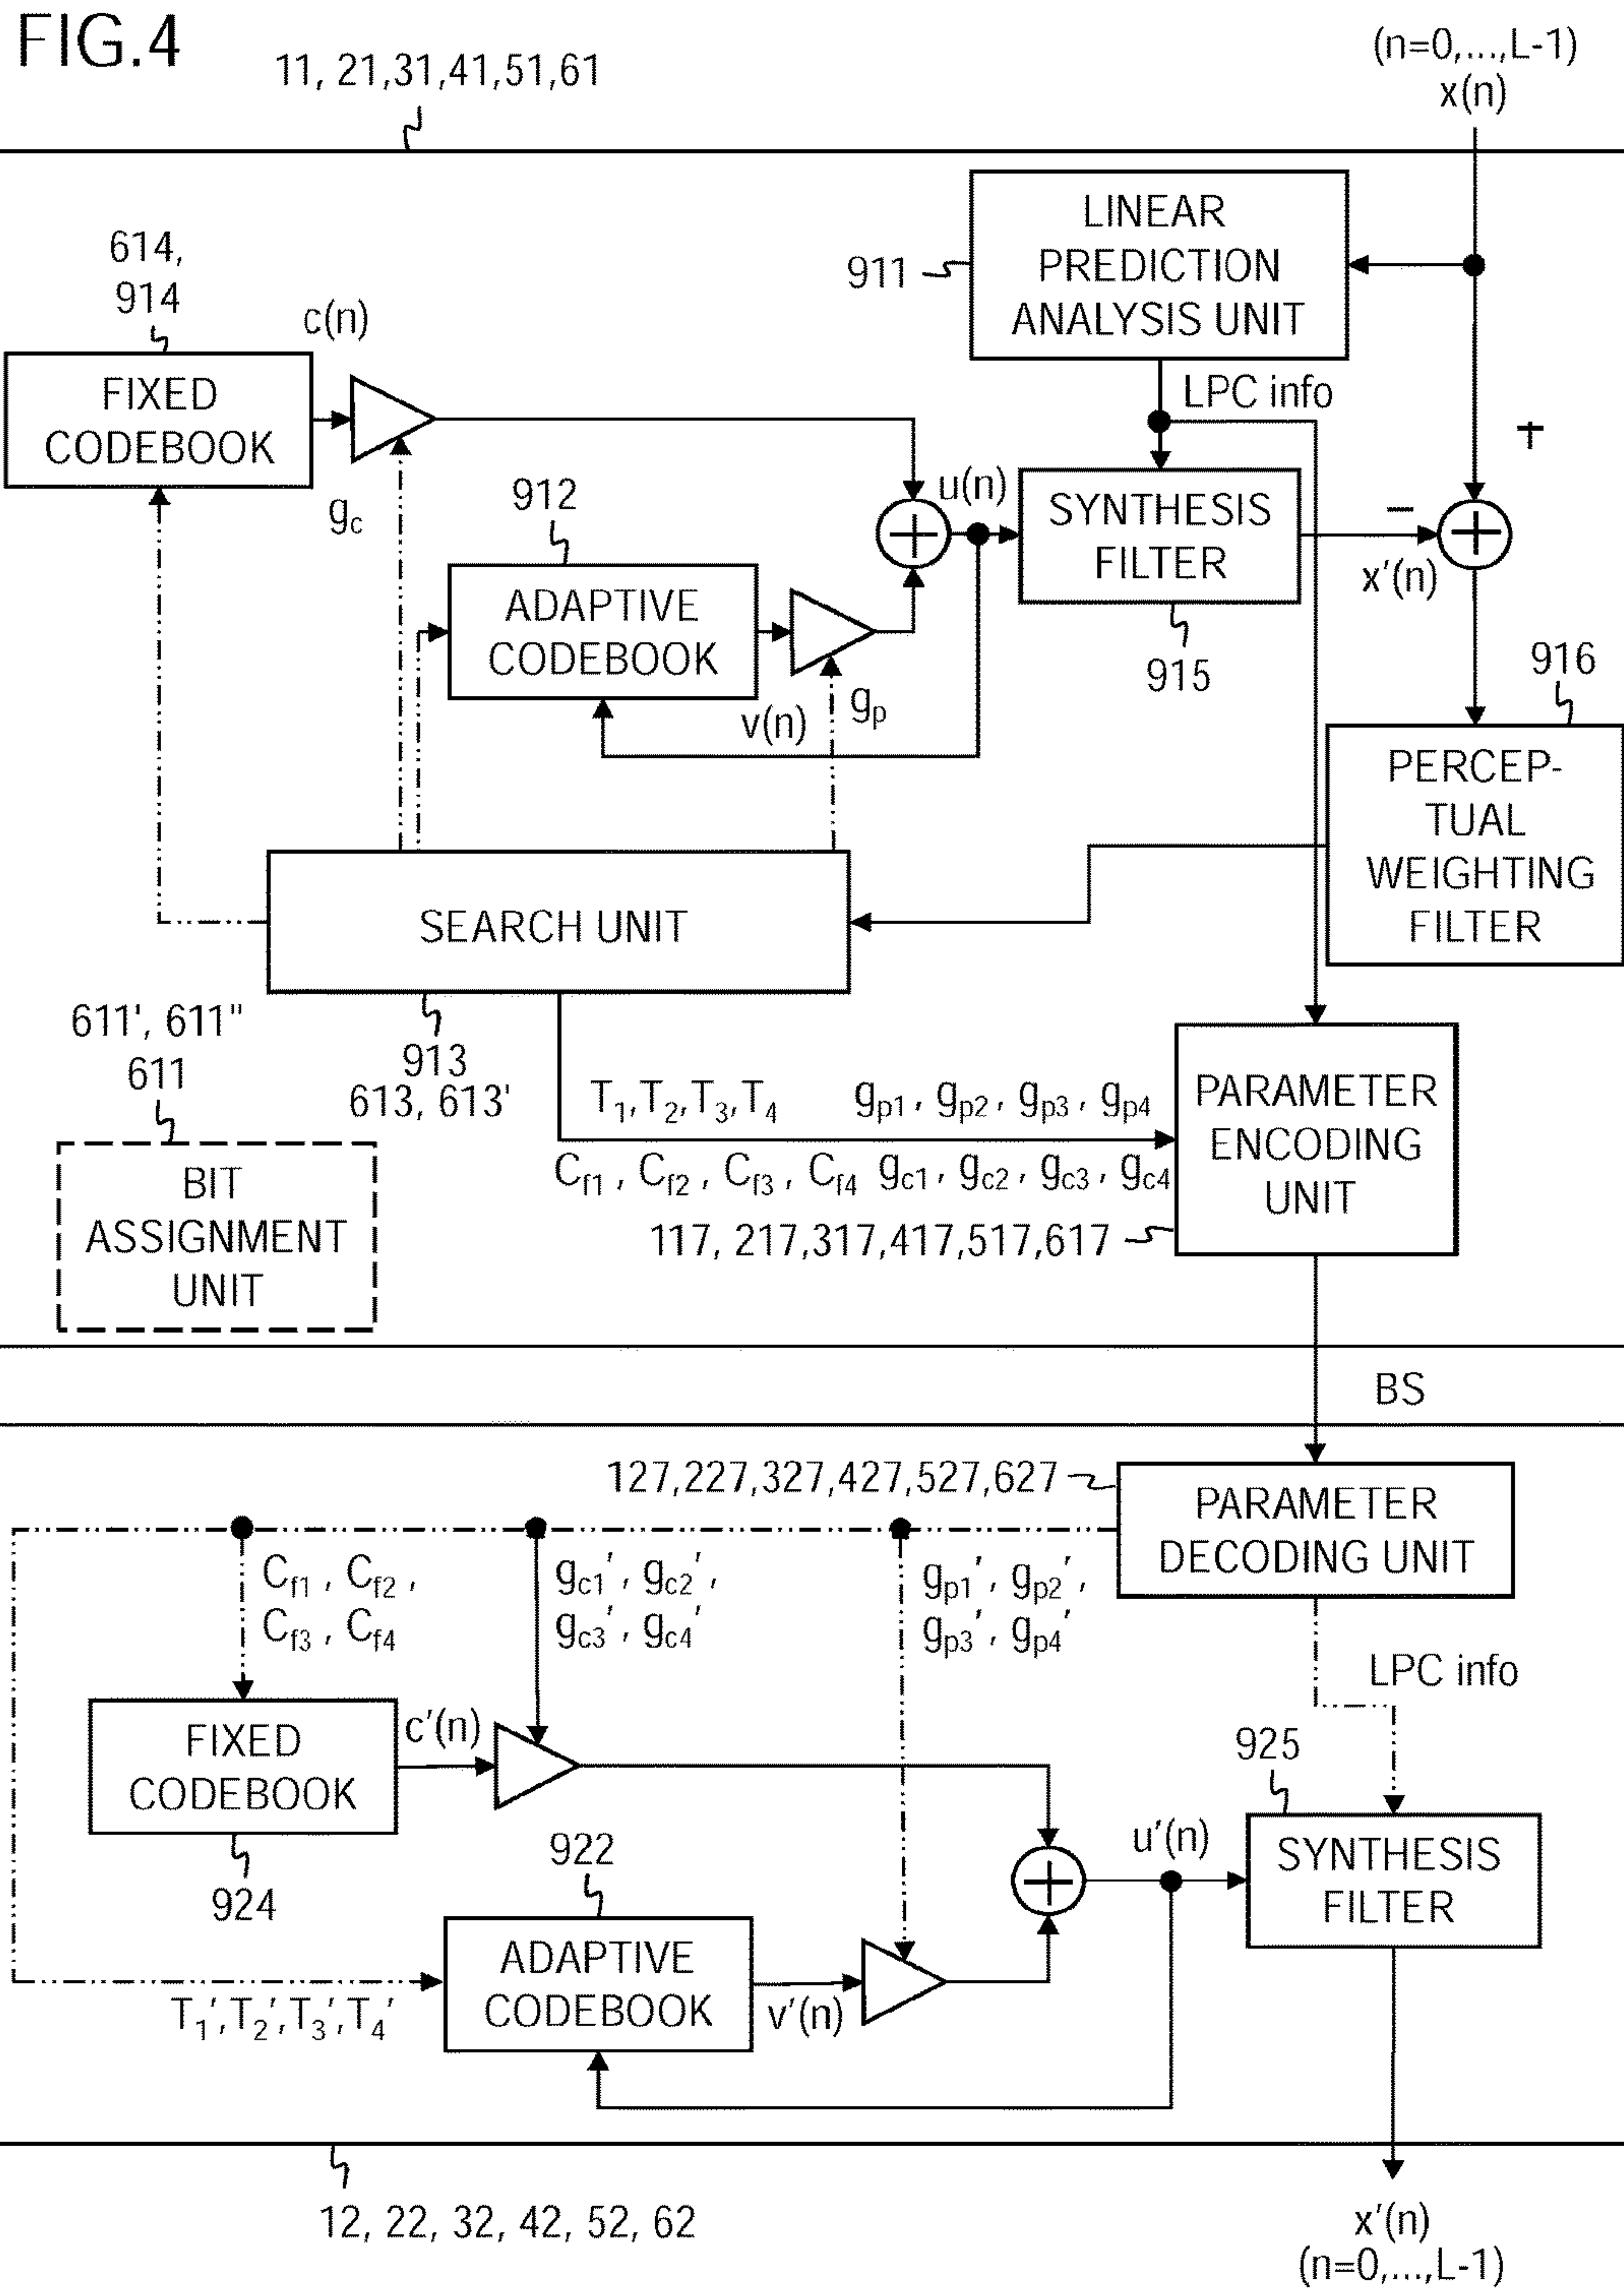 FIG.4
11, 21,31,41,51,61
(n=0,...,L-1)
x(n)
LINEAR
PREDICTION
ANALYSIS UNIT
911
614,
914
c(n)
FIXED
CODEBOOK
LPC info
+
gc
912
u(n)
SYNTHESIS
FILTER
−
x'(n)
ADAPTIVE
CODEBOOK
915
916
v(n)
gp
PERCEP-
TUAL
WEIGHTING
FILTER
SEARCH UNIT
611', 611"
611
913
613, 613'
T1,T2,T3,T4
gp1, gp2, gp3, gp4
PARAMETER
ENCODING
UNIT
Cf1, Cf2, Cf3, Cf4 gc1, gc2, gc3, gc4
BIT
ASSIGNMENT
UNIT
117, 217,317,417,517,617
BS
127,227,327,427,527,627
PARAMETER
DECODING UNIT
Cf1, Cf2,
Cf3, Cf4
gc1', gc2',
gc3', gc4'
gp1', gp2',
gp3', gp4'
LPC info
FIXED
CODEBOOK
c'(n)
925
924
922
u'(n)
SYNTHESIS
FILTER
ADAPTIVE
CODEBOOK
T1',T2',T3',T4'
v'(n)
12, 22, 32, 42, 52, 62
x'(n)
(n=0,...,L-1)